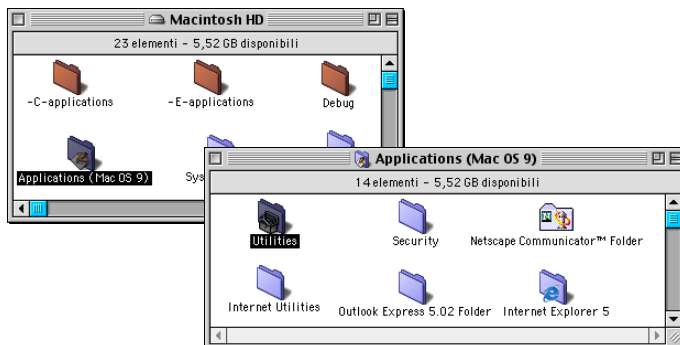 Macintosh HD
23 elementi - 5,52 GB disponibili
-C-applications
-E-applications
Debug
Applications (Mac OS 9)
Applications (Mac OS 9)
14 elementi - 5,52 GB disponibili
Utilities
Security
Netscape Communicator™ Folder
Internet Utilities
Outlook Express 5.02 Folder
Internet Explorer 5